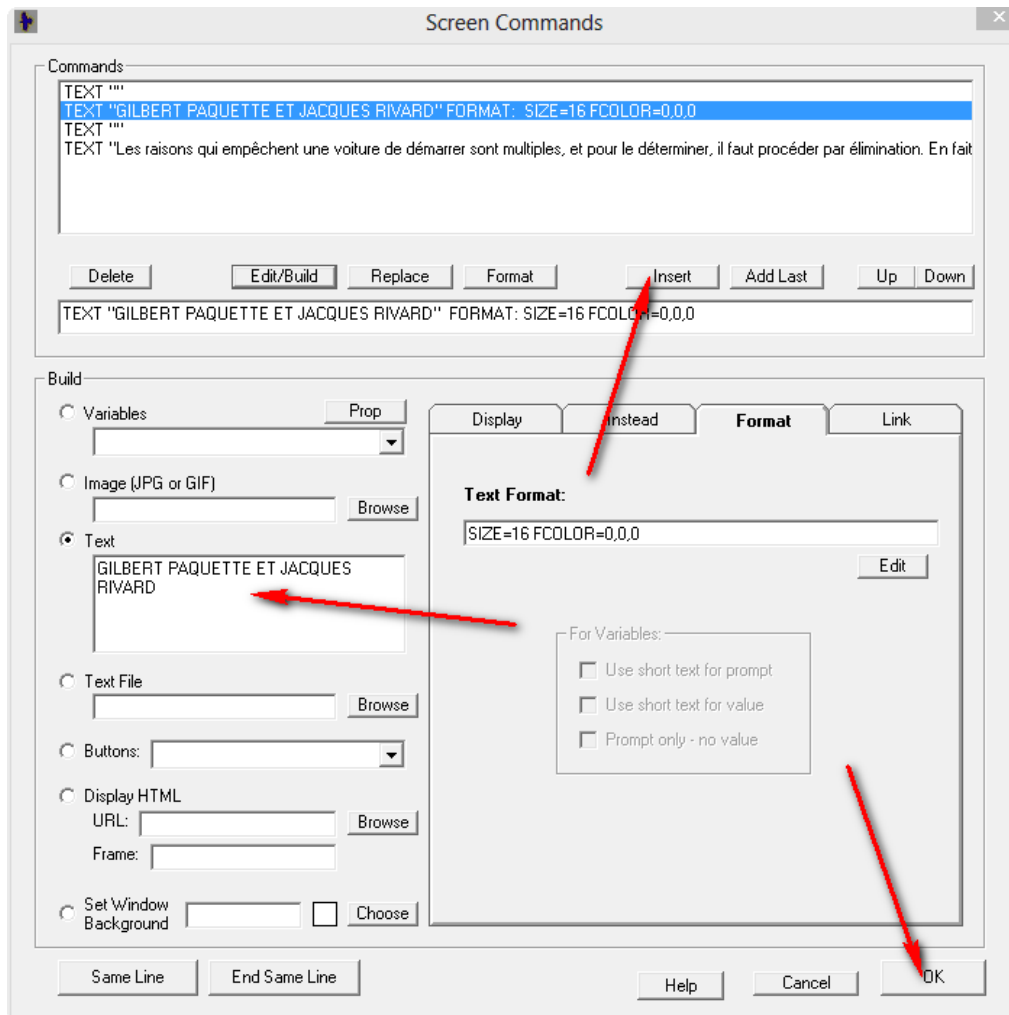 Screen Commands
Commands
TEXT ""
TEXT "GILBERT PAQUETTE ET JACQUES RIVARD" FORMAT:  SIZE=16 FCOLOR=0,0,0
TEXT ""
TEXT "Les raisons qui empêchent une voiture de démarrer sont multiples, et pour le déterminer, il faut procéder par élimination. En fait
Delete Edit/Build Replace Format Insert Add Last Up Down
TEXT "GILBERT PAQUETTE ET JACQUES RIVARD"  FORMAT: SIZE=16 FCOLOR=0,0,0
Build
Variables Prop
Display Instead Format Link
Image (JPG or GIF)
Browse
Text Format:
SIZE=16 FCOLOR=0,0,0
Edit
Text
GILBERT PAQUETTE ET JACQUES
RIVARD
For Variables:
Use short text for prompt
Use short text for value
Prompt only - no value
Text File
Browse
Buttons:
Display HTML
URL: Browse
Frame:
Set Window
Background Choose
Same Line End Same Line Help Cancel OK